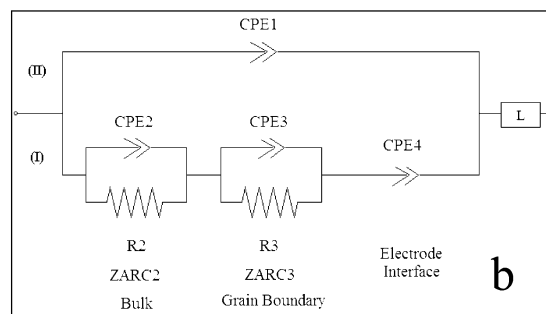 CPE1
(II)
L
CPE2 CPE3
(I) CPE4
R2 R3
ZARC2 ZARC3 Electrode
Bulk Grain Boundary Interface
b